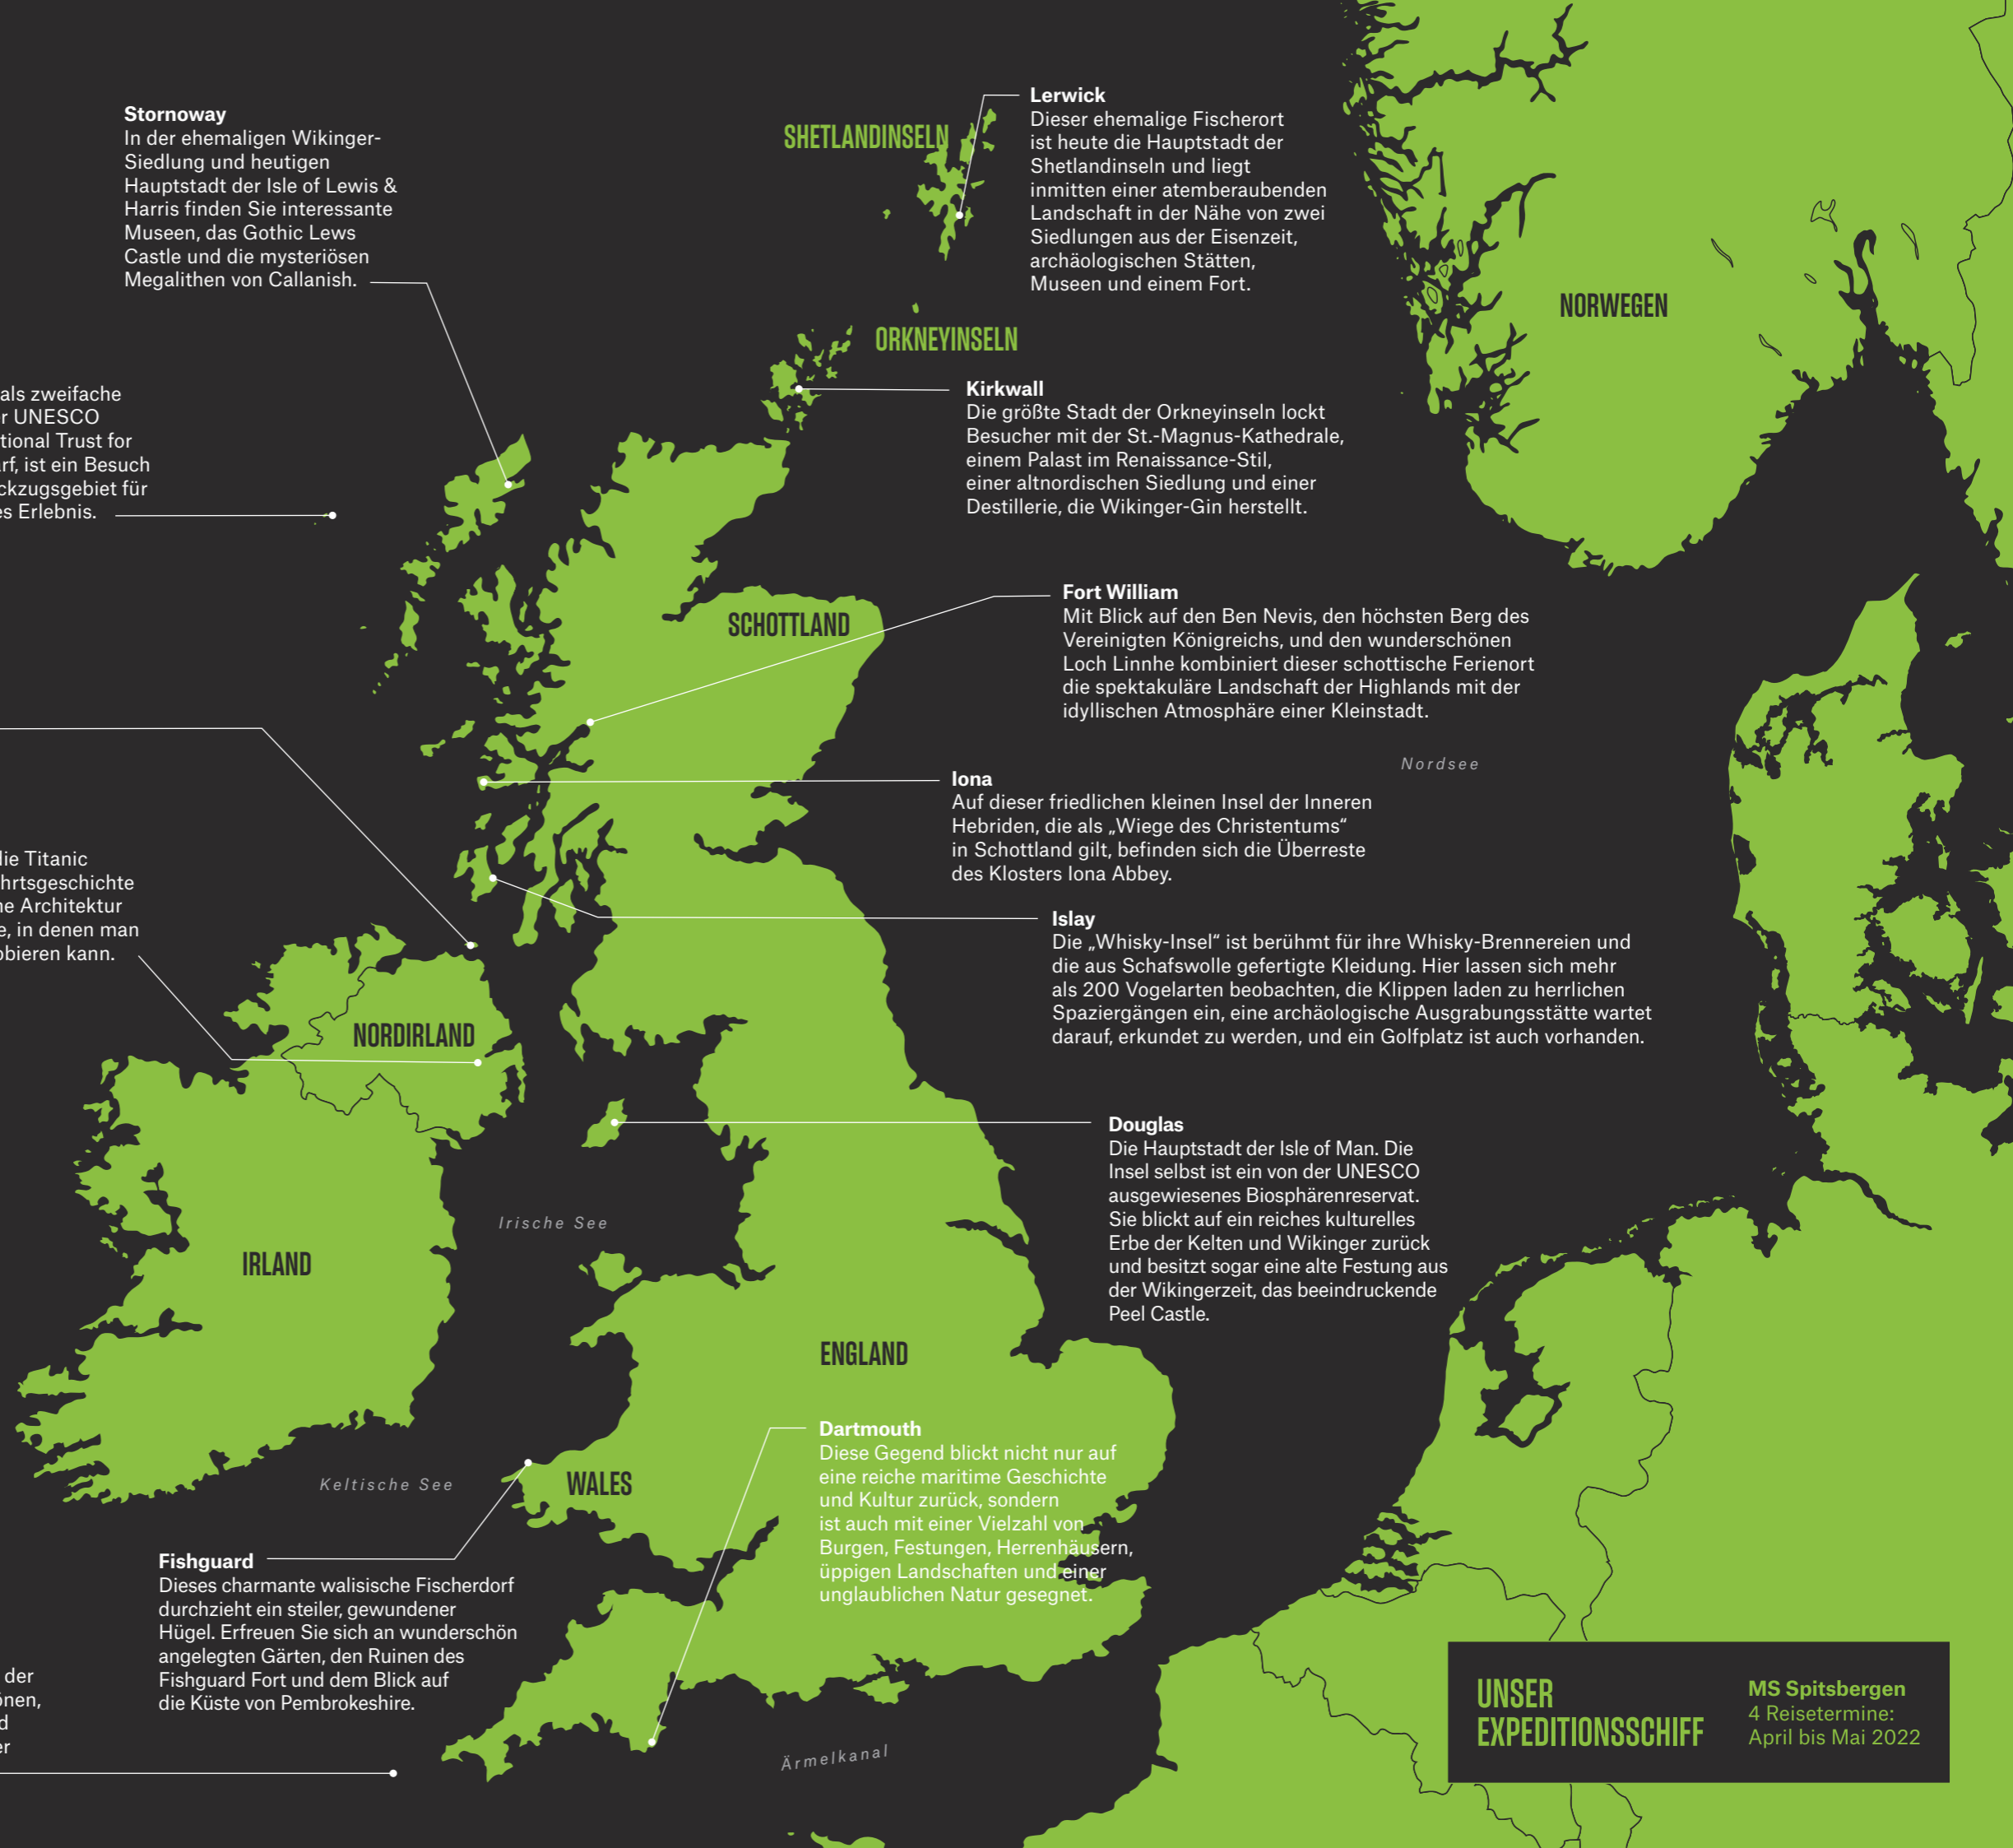 Stornoway
In der ehemaligen Wikinger-
Siedlung und heutigen
Hauptstadt der Isle of Lewis &
Harris finden Sie interessante
Museen, das Gothic Lews
Castle und die mysteriösen
Megalithen von Callanish.
SHETLANDINSELN
Lerwick
Dieser ehemalige Fischerort
ist heute die Hauptstadt der
Shetlandinseln und liegt
inmitten einer atemberaubenden
Landschaft in der Nähe von zwei
Siedlungen aus der Eisenzeit,
archäologischen Stätten,
Museen und einem Fort.
NORWEGEN
ORKNEYINSELN
Kirkwall
Die größte Stadt der Orkneyinseln lockt
Besucher mit der St.-Magnus-Kathedrale,
einem Palast im Renaissance-Stil,
einer altnordischen Siedlung und einer
Destillerie, die Wikinger-Gin herstellt.
als zweifache
r UNESCO
tional Trust for
rf, ist ein Besuch
ckzugsgebiet für
es Erlebnis.
SCHOTTLAND
Fort William
Mit Blick auf den Ben Nevis, den höchsten Berg des
Vereinigten Königreichs, und den wunderschönen
Loch Linnhe kombiniert dieser schottische Ferienort
die spektakuläre Landschaft der Highlands mit der
idyllischen Atmosphäre einer Kleinstadt.
Nordsee
Iona
Auf dieser friedlichen kleinen Insel der Inneren
Hebriden, die als „Wiege des Christentums“
in Schottland gilt, befinden sich die Überreste
des Klosters Iona Abbey.
die Titanic
hrtsgeschichte
ne Architektur
e, in denen man
obieren kann.
Islay
Die „Whisky-Insel“ ist berühmt für ihre Whisky-Brennereien und
die aus Schafswolle gefertigte Kleidung. Hier lassen sich mehr
als 200 Vogelarten beobachten, die Klippen laden zu herrlichen
Spaziergängen ein, eine archäologische Ausgrabungsstätte wartet
darauf, erkundet zu werden, und ein Golfplatz ist auch vorhanden.
NORDIRLAND
Douglas
Die Hauptstadt der Isle of Man. Die
Insel selbst ist ein von der UNESCO
ausgewiesenes Biosphärenreservat.
Sie blickt auf ein reiches kulturelles
Erbe der Kelten und Wikinger zurück
und besitzt sogar eine alte Festung aus
der Wikingerzeit, das beeindruckende
Peel Castle.
Irische See
IRLAND
ENGLAND
Dartmouth
Diese Gegend blickt nicht nur auf
eine reiche maritime Geschichte
und Kultur zurück, sondern
ist auch mit einer Vielzahl von
Burgen, Festungen, Herrenhäusern,
üppigen Landschaften und einer
unglaublichen Natur gesegnet.
Keltische See
WALES
Fishguard
Dieses charmante walisische Fischerdorf
durchzieht ein steiler, gewundener
Hügel. Erfreuen Sie sich an wunderschön
angelegten Gärten, den Ruinen des
Fishguard Fort und dem Blick auf
die Küste von Pembrokeshire.
der
önen,
d
er
Ärmelkanal
UNSER
EXPEDITIONSSCHIFF
MS Spitsbergen
4 Reisetermine:
April bis Mai 2022